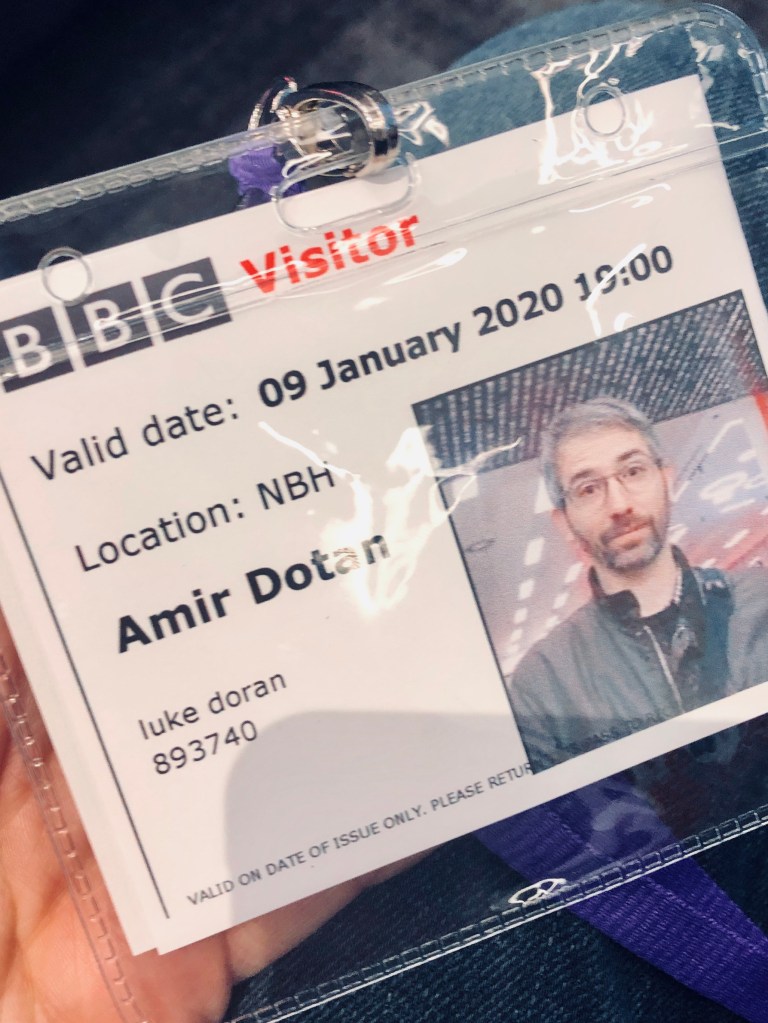 BBC Visitor
Valid date: 09 January 2020 19:00
Location: NBH
Amir Dotan
luke doran
893740
VALID ON DATE OF ISSUE ONLY. PLEASE RETUR